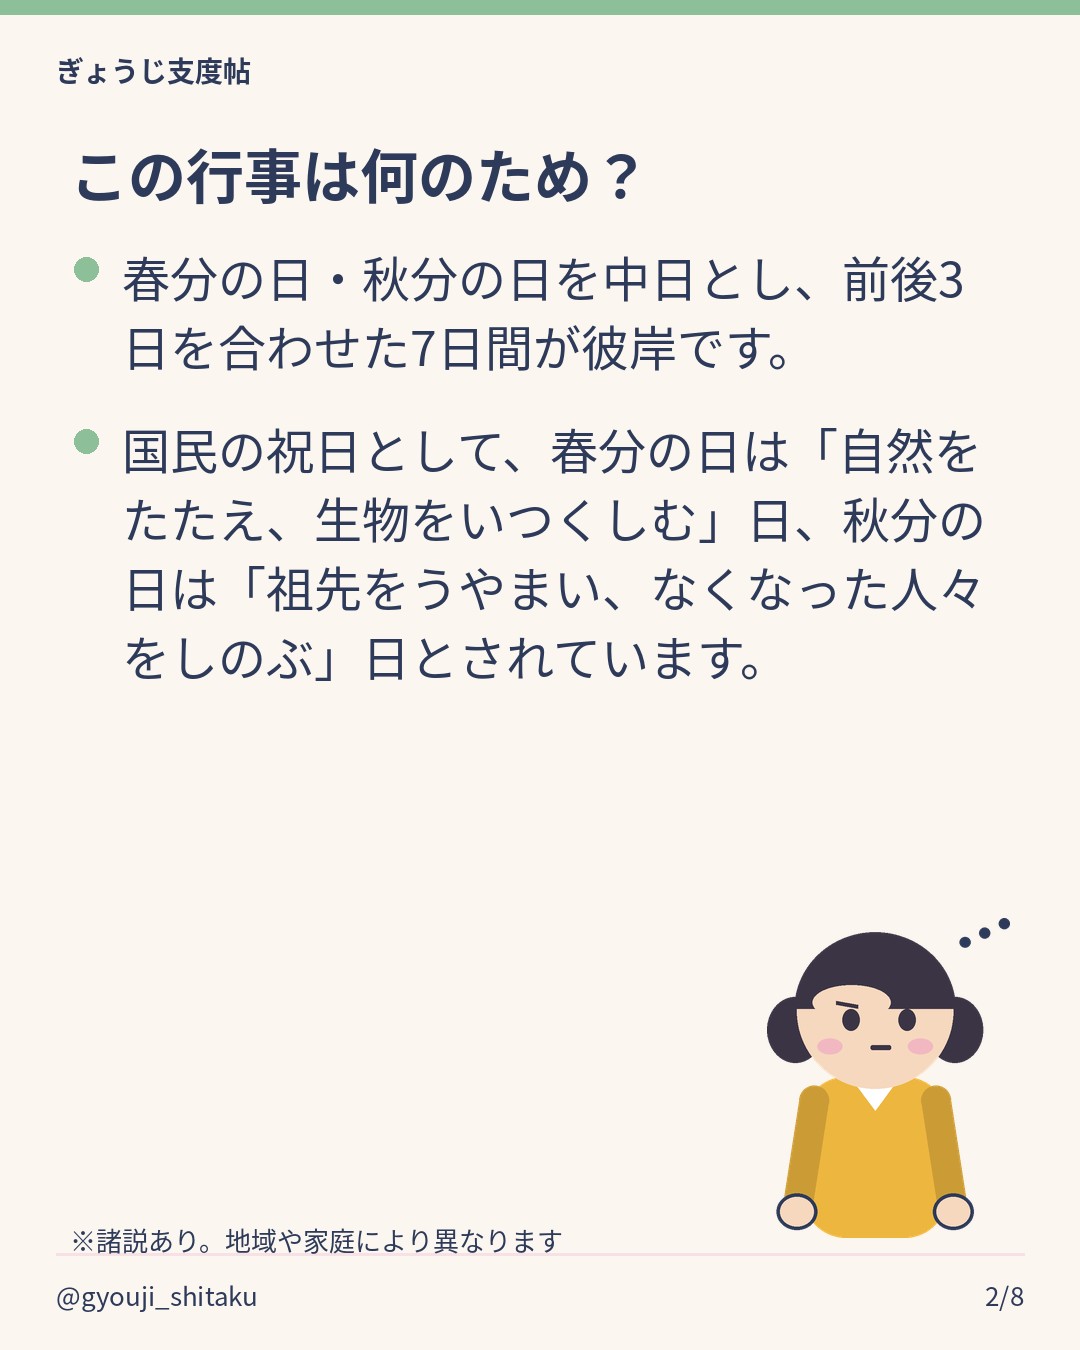 ぎょうじ支度帖
この行事は何のため？
春分の日・秋分の日を中日とし、前後3
日を合わせた7日間が彼岸です。
国民の祝日として、春分の日は「自然を
たたえ、生物をいつくしむ」日、秋分の
日は「祖先をうやまい、なくなった人々
をしのぶ」日とされています。
※諸説あり。地域や家庭により異なります
@gyouji_shitaku
2/8